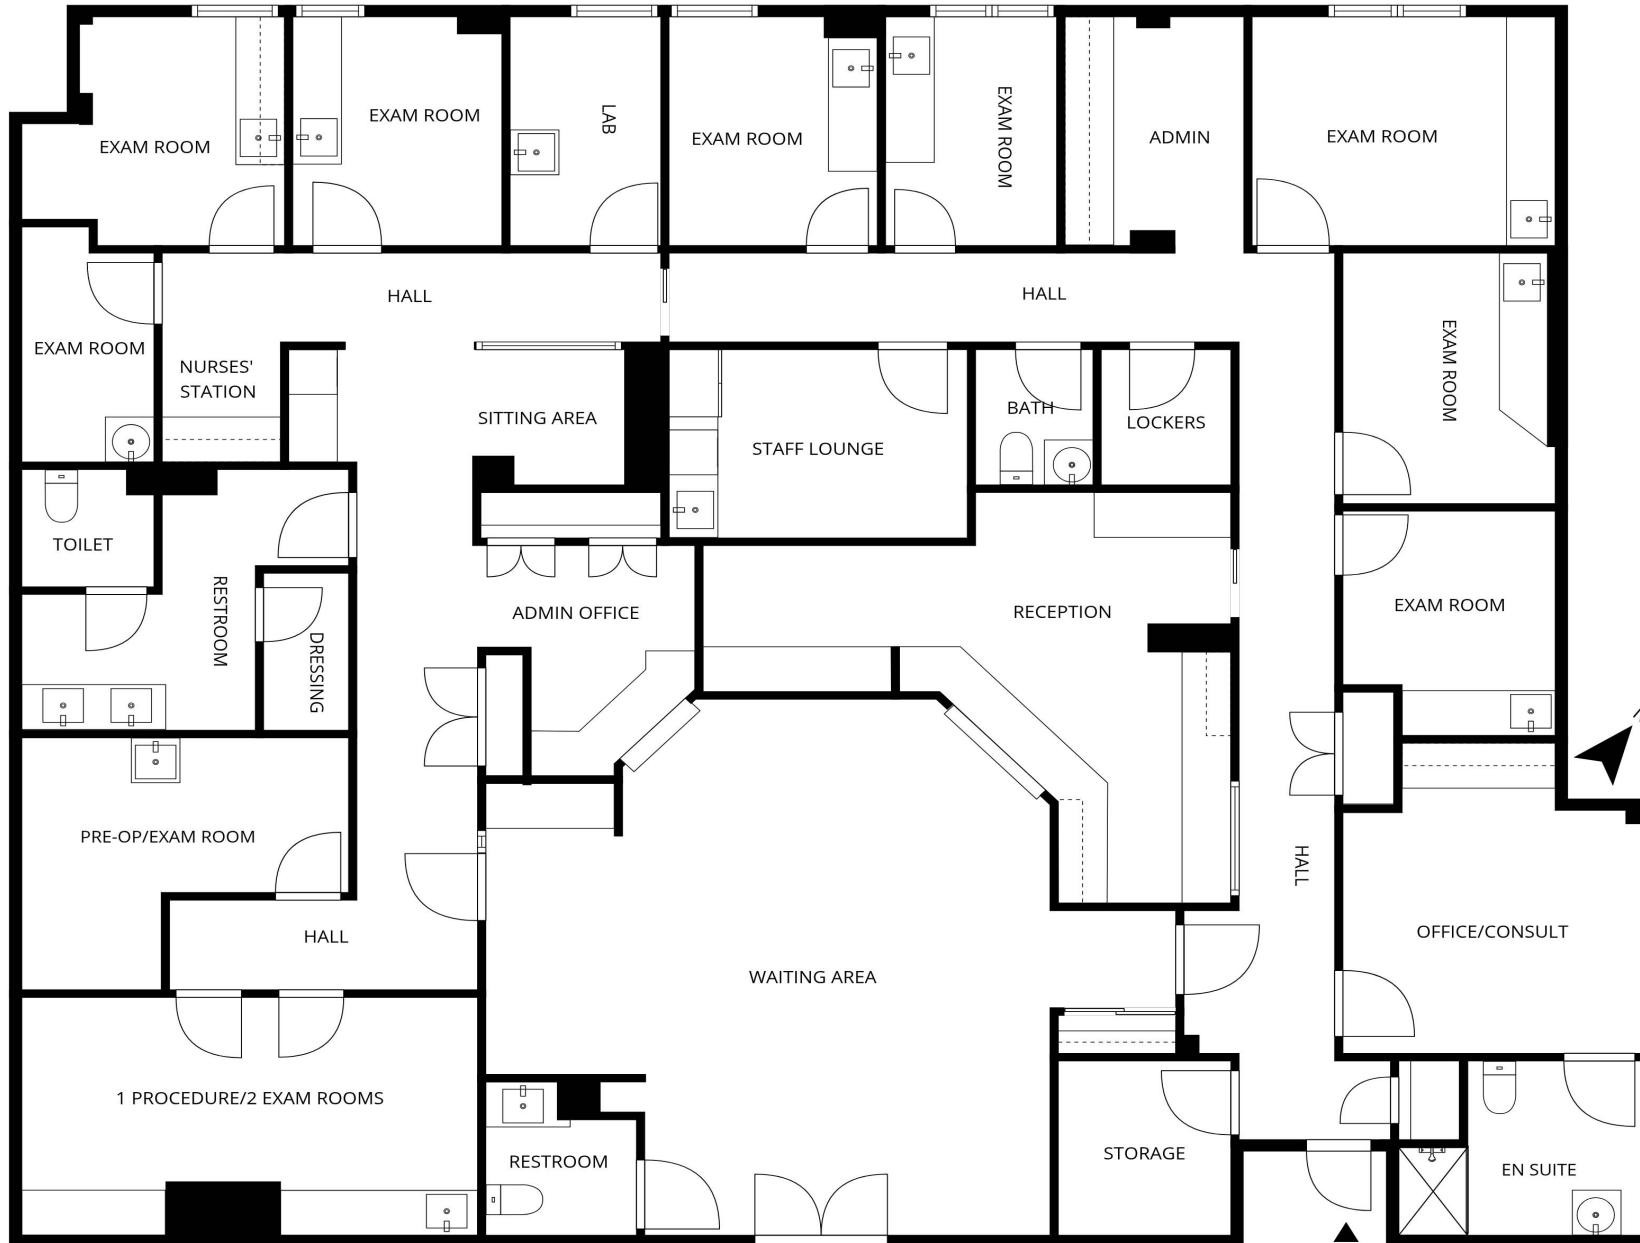 LAB
EXAM ROOM
EXAM ROOM
EXAM ROOM
EXAM ROOM
ADMIN
EXAM ROOM
EXAM ROOM
HALL
HALL
NURSES'
STATION
SITTING AREA
STAFF LOUNGE
BATH
LOCKERS
EXAM ROOM
TOILET
RESTROOM
DRESSING
ADMIN OFFICE
RECEPTION
EXAM ROOM
PRE-OP/EXAM ROOM
HALL
HALL
WAITING AREA
OFFICE/CONSULT
1 PROCEDURE/2 EXAM ROOMS
RESTROOM
STORAGE
EN SUITE